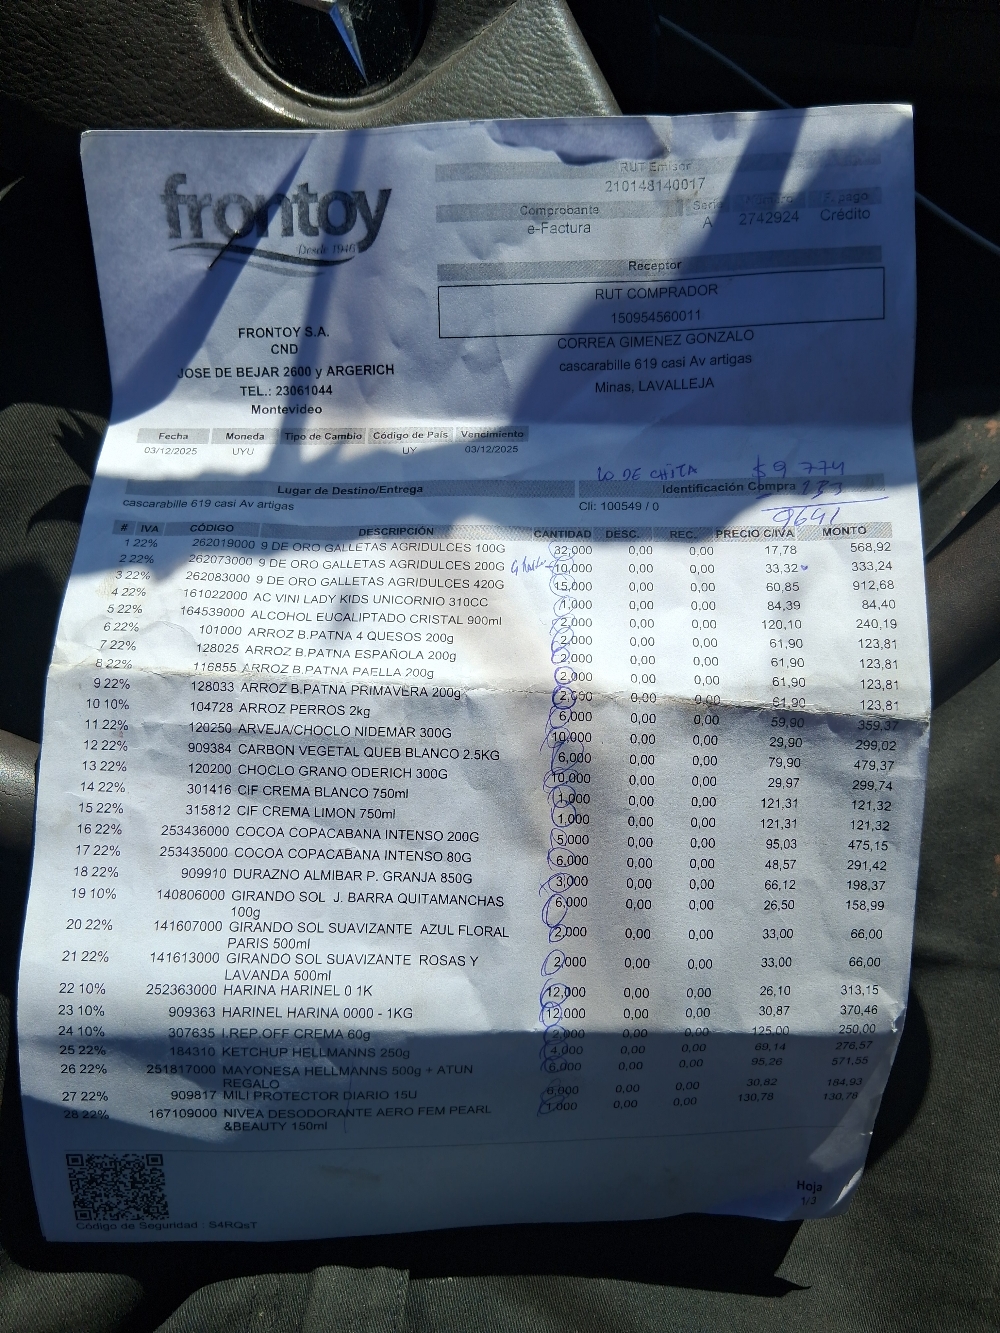 frontoy
Desde 1946
RUT Emisor
210148140017
Comprobante Serie Número F. pago
e-Factura A 2742924 Crédito
Receptor
RUT COMPRADOR
150954560011
CORREA GIMENEZ GONZALO
cascarabille 619 casi Av artigas
Minas, LAVALLEJA
FRONTOY S.A.
CND
JOSE DE BEJAR 2600 y ARGERICH
TEL.: 23061044
Montevideo
Fecha Moneda Tipo de Cambio Código de País Vencimiento
03/12/2025 UYU UY 03/12/2025
LO DE CHITA $9 774
Lugar de Destino/Entrega Identificación Compra 133
cascarabille 619 casi Av artigas Cli: 100549 / 0 9641
# IVA CÓDIGO DESCRIPCIÓN CANTIDAD DESC. REC. PRECIO C/IVA MONTO
1 22% 262019000 9 DE ORO GALLETAS AGRIDULCES 100G 32,000 0,00 0,00 17,78 568,92
2 22% 262073000 9 DE ORO GALLETAS AGRIDULCES 200G 10,000 0,00 0,00 33,32 333,24
3 22% 262083000 9 DE ORO GALLETAS AGRIDULCES 420G 15,000 0,00 0,00 60,85 912,68
4 22% 161022000 AC VINI LADY KIDS UNICORNIO 310CC 1,000 0,00 0,00 84,39 84,40
5 22% 164539000 ALCOHOL EUCALIPTADO CRISTAL 900ml 2,000 0,00 0,00 120,10 240,19
6 22% 101000 ARROZ B.PATNA 4 QUESOS 200g 2,000 0,00 0,00 61,90 123,81
7 22% 128025 ARROZ B.PATNA ESPAÑOLA 200g 2,000 0,00 0,00 61,90 123,81
8 22% 116855 ARROZ B.PATNA PAELLA 200g 2,000 0,00 0,00 61,90 123,81
9 22% 128033 ARROZ B.PATNA PRIMAVERA 200g 2,000 0,00 0,00 61,90 123,81
10 10% 104728 ARROZ PERROS 2kg 6,000 0,00 0,00 59,90 359,37
11 22% 120250 ARVEJA/CHOCLO NIDEMAR 300G 10,000 0,00 0,00 29,90 299,02
12 22% 909384 CARBON VEGETAL QUEB BLANCO 2.5KG 6,000 0,00 0,00 79,90 479,37
13 22% 120200 CHOCLO GRANO ODERICH 300G 10,000 0,00 0,00 29,97 299,74
14 22% 301416 CIF CREMA BLANCO 750ml 1,000 0,00 0,00 121,31 121,32
15 22% 315812 CIF CREMA LIMON 750ml 1,000 0,00 0,00 121,31 121,32
16 22% 253436000 COCOA COPACABANA INTENSO 200G 5,000 0,00 0,00 95,03 475,15
17 22% 253435000 COCOA COPACABANA INTENSO 80G 6,000 0,00 0,00 48,57 291,42
18 22% 909910 DURAZNO ALMIBAR P. GRANJA 850G 3,000 0,00 0,00 66,12 198,37
19 10% 140806000 GIRANDO SOL J. BARRA QUITAMANCHAS 6,000 0,00 0,00 26,50 158,99
100g
20 22% 141607000 GIRANDO SOL SUAVIZANTE AZUL FLORAL 2,000 0,00 0,00 33,00 66,00
PARIS 500ml
21 22% 141613000 GIRANDO SOL SUAVIZANTE ROSAS Y 2,000 0,00 0,00 33,00 66,00
LAVANDA 500ml
22 10% 252363000 HARINA HARINEL 0 1K 12,000 0,00 0,00 26,10 313,15
23 10% 909363 HARINEL HARINA 0000 - 1KG 12,000 0,00 0,00 30,87 370,46
24 10% 307635 I.REP.OFF CREMA 60g 2,000 0,00 0,00 125,00 250,00
25 22% 184310 KETCHUP HELLMANNS 250g 4,000 0,00 0,00 69,14 276,57
26 22% 251817000 MAYONESA HELLMANNS 500g + ATUN 6,000 0,00 0,00 95,26 571,55
REGALO
27 22% 909817 MILI PROTECTOR DIARIO 15U 6,000 0,00 0,00 30,82 184,93
28 22% 167109000 NIVEA DESODORANTE AERO FEM PEARL 1,000 0,00 0,00 130,78 130,78
&BEAUTY 150ml
Hoja
1/3
Código de Seguridad : S4RQsT